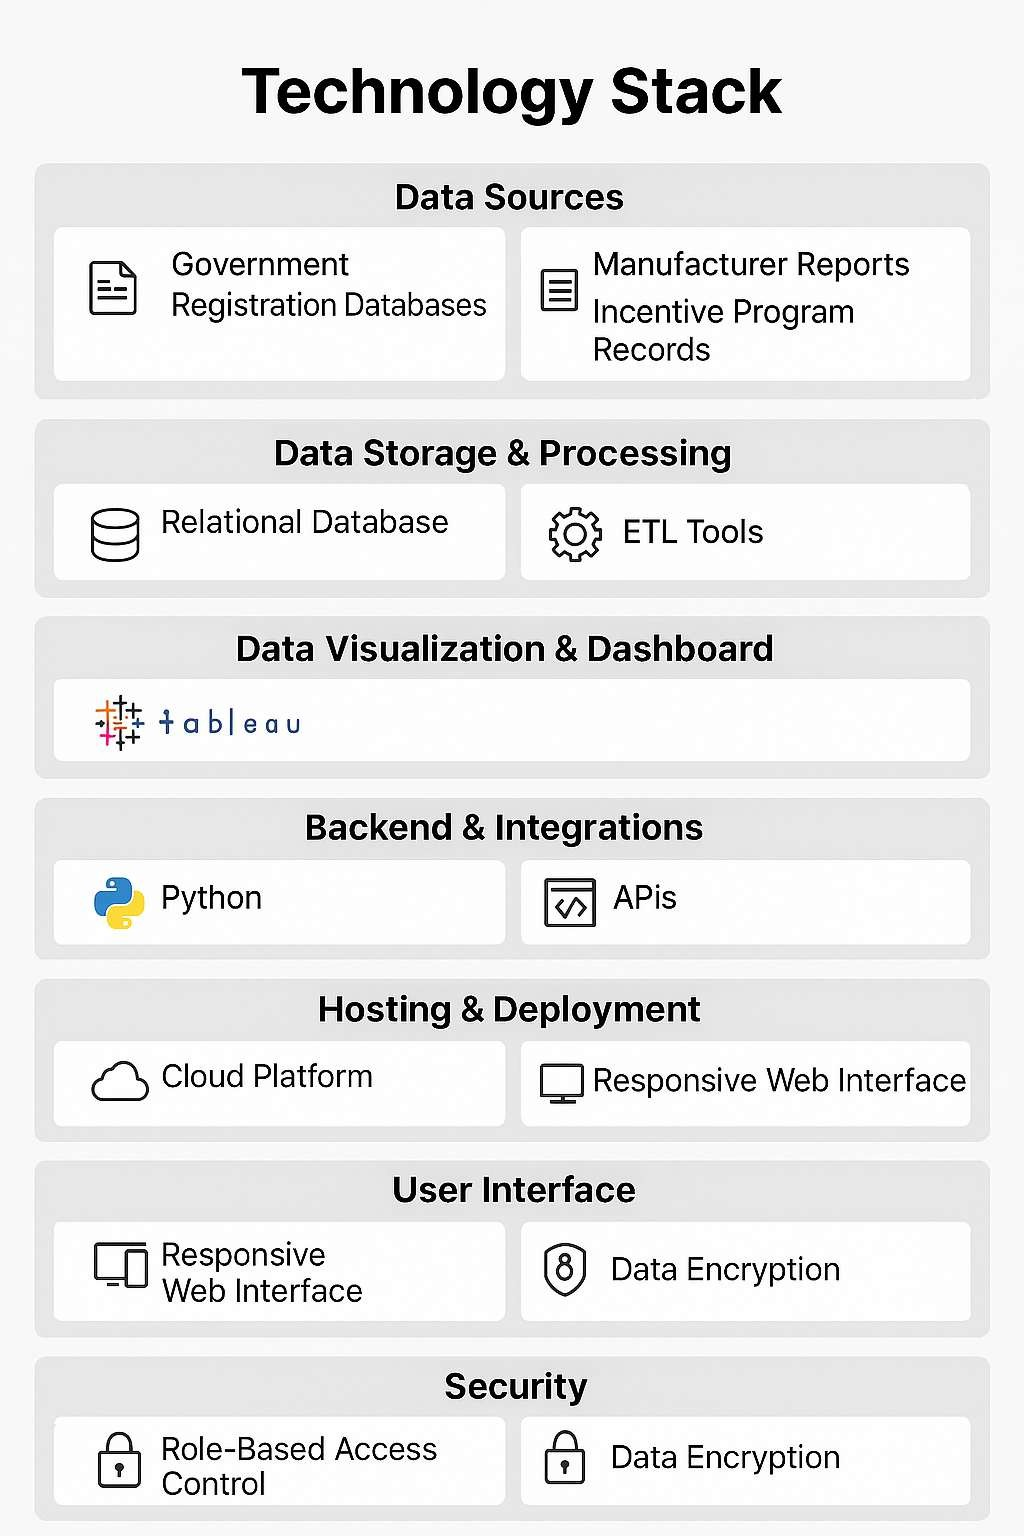 Technology Stack
Data Sources
Government
Registration Databases
Manufacturer Reports
Incentive Program
Records
Data Storage & Processing
Relational Database
ETL Tools
Data Visualization & Dashboard
tableau
Backend & Integrations
Python
APis
Hosting & Deployment
Cloud Platform
Responsive Web Interface
User Interface
Responsive
Web Interface
8
Data Encryption
Security
Role-Based Access
Control
Data Encryption